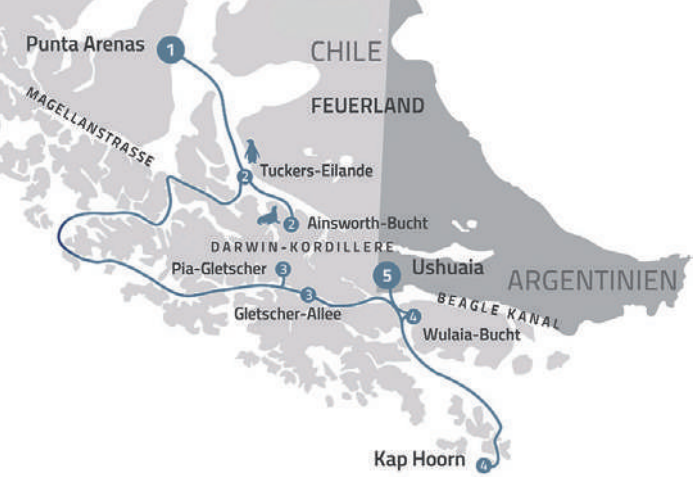 Punta Arenas
1
CHILE
FEUERLAND
MAGELLANSTRASSE
2
Tuckers-Eilande
2
Ainsworth-Bucht
DARWIN-KORDILLERE
Pia-Gletscher
3
5
Ushuaia
ARGENTINIEN
3
Gletscher-Allee
BEAGLE KANAL
4
Wulaia-Bucht
Kap Hoorn
4